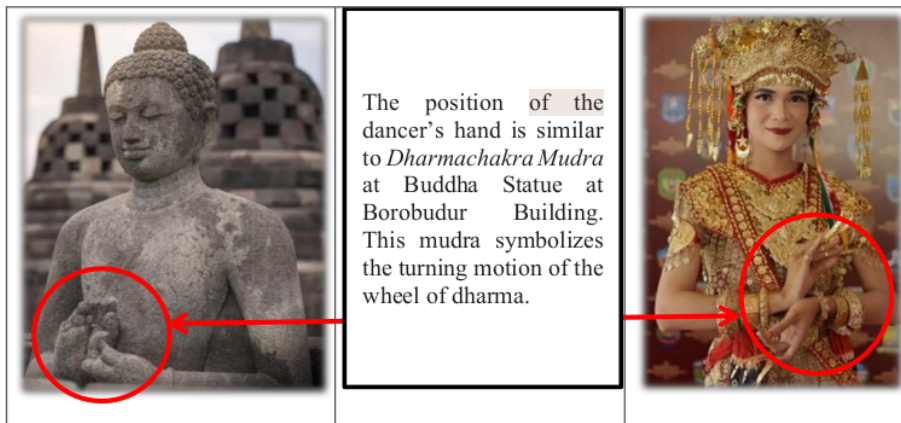 The position of the
dancer's hand is similar
to Dharmachakra Mudra
at Buddha Statue at
Borobudur Building.
This mudra symbolizes
the turning motion of the
wheel of dharma.